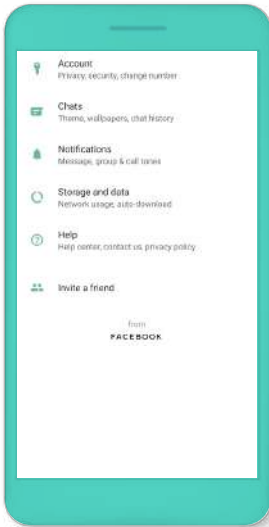 Account
Privacy, security, change number
Chats
Theme, wallpapers, chat history
Notifications
Message, group & call tones
Storage and data
Network usage, auto-download
Help
Help center, contact us, privacy policy
Invite a friend
from
FACEBOOK